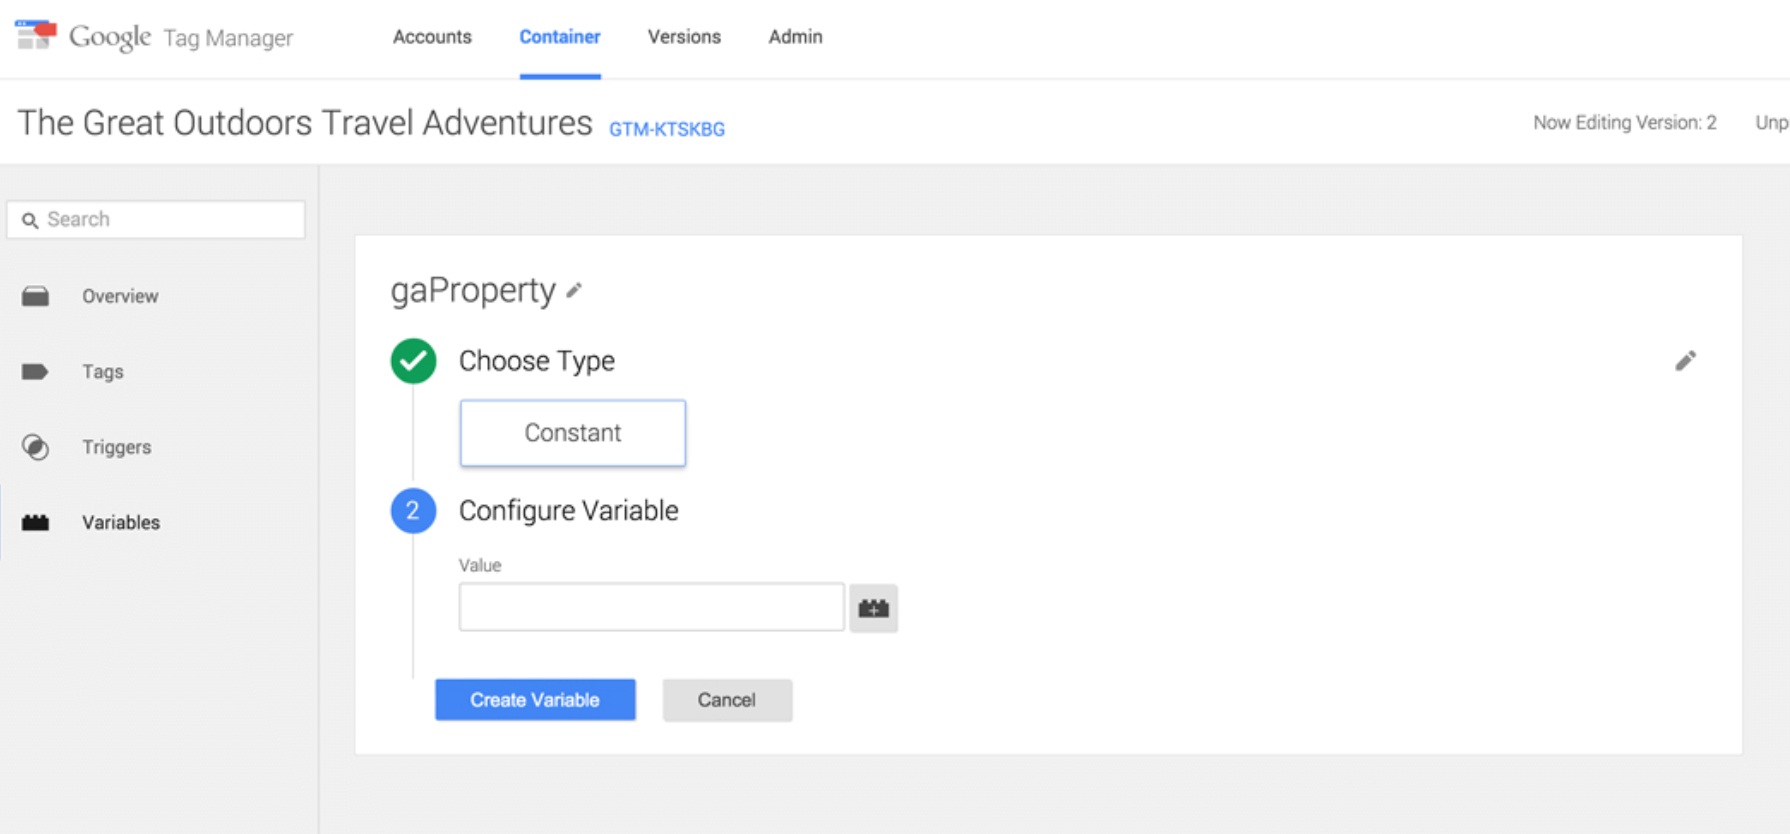 Google Tag Manager
Accounts Container Versions Admin
The Great Outdoors Travel Adventures GTM-KTSKBG
Now Editing Version: 2 Unp
Search
Overview
Tags
Triggers
Variables
gaProperty
Choose Type
Constant
2 Configure Variable
Value
Create Variable Cancel